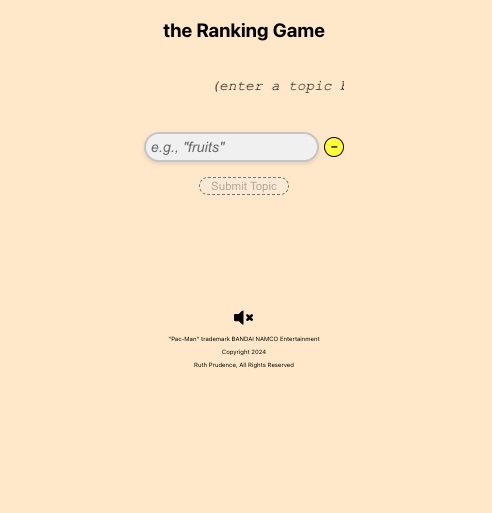 the Ranking Game
(enter a topic
e.g., "fruits"
Submit Topic
"Pac-Man" trademark BANDAI NAMCO Entertainment
Copyright 2024
Ruth Prudence, All Rights Reserved